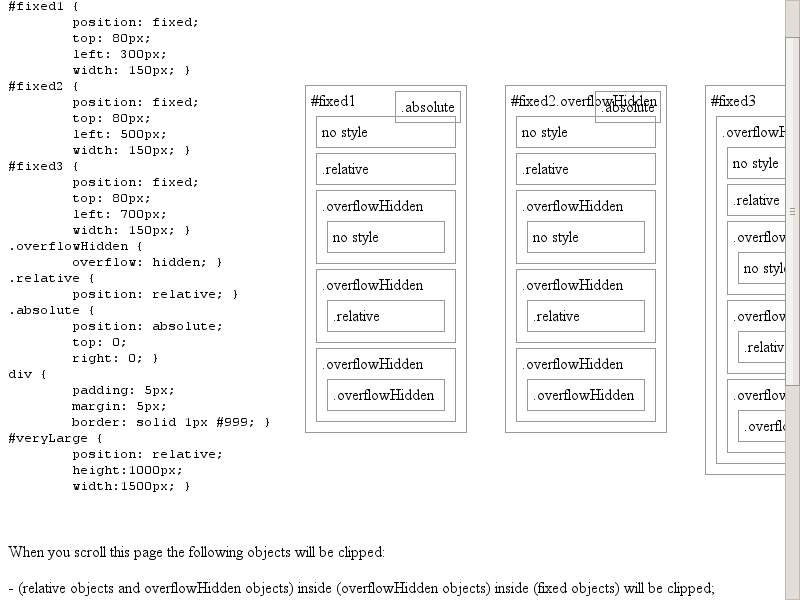 #fixed1 {
position: fixed;
top: 80px;
left: 300px;
width: 150px; }
#fixed2 {
position: fixed;
top: 80px;
left: 500px;
width: 150px; }
#fixed3 {
position: fixed;
top: 80px;
left: 700px;
width: 150px; }
.overflowHidden {
overflow: hidden; }
.relative {
position: relative; }
.absolute {
position: absolute;
top: 0;
right: 0; }
div {
padding: 5px;
margin: 5px;
border: solid 1px #999; }
#veryLarge {
position: relative;
height:1000px;
width:1500px; }
#fixed1
.absolute
no style
.relative
.overflowHidden
no style
.overflowHidden
.relative
.overflowHidden
.overflowHidden
#fixed2.overflowHidden
.absolute
no style
.relative
.overflowHidden
no style
.overflowHidden
.relative
.overflowHidden
.overflowHidden
#fixed3
.overflowH
no style
.relative
.overflow
no style
.overflow
.relativ
.overflow
.overflo
When you scroll this page the following objects will be clipped:
- (relative objects and overflowHidden objects) inside (overflowHidden objects) inside (fixed objects) will be clipped;